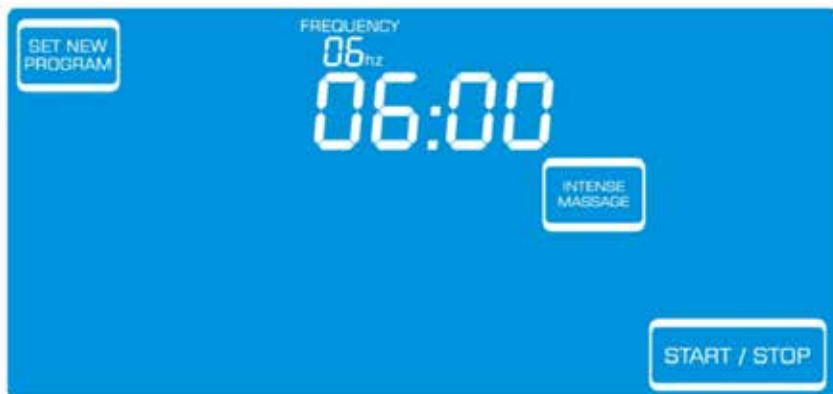 SET NEW
PROGRAM
FREQUENCY
06hz
06:00
INTENSE
MASSAGE
START / STOP